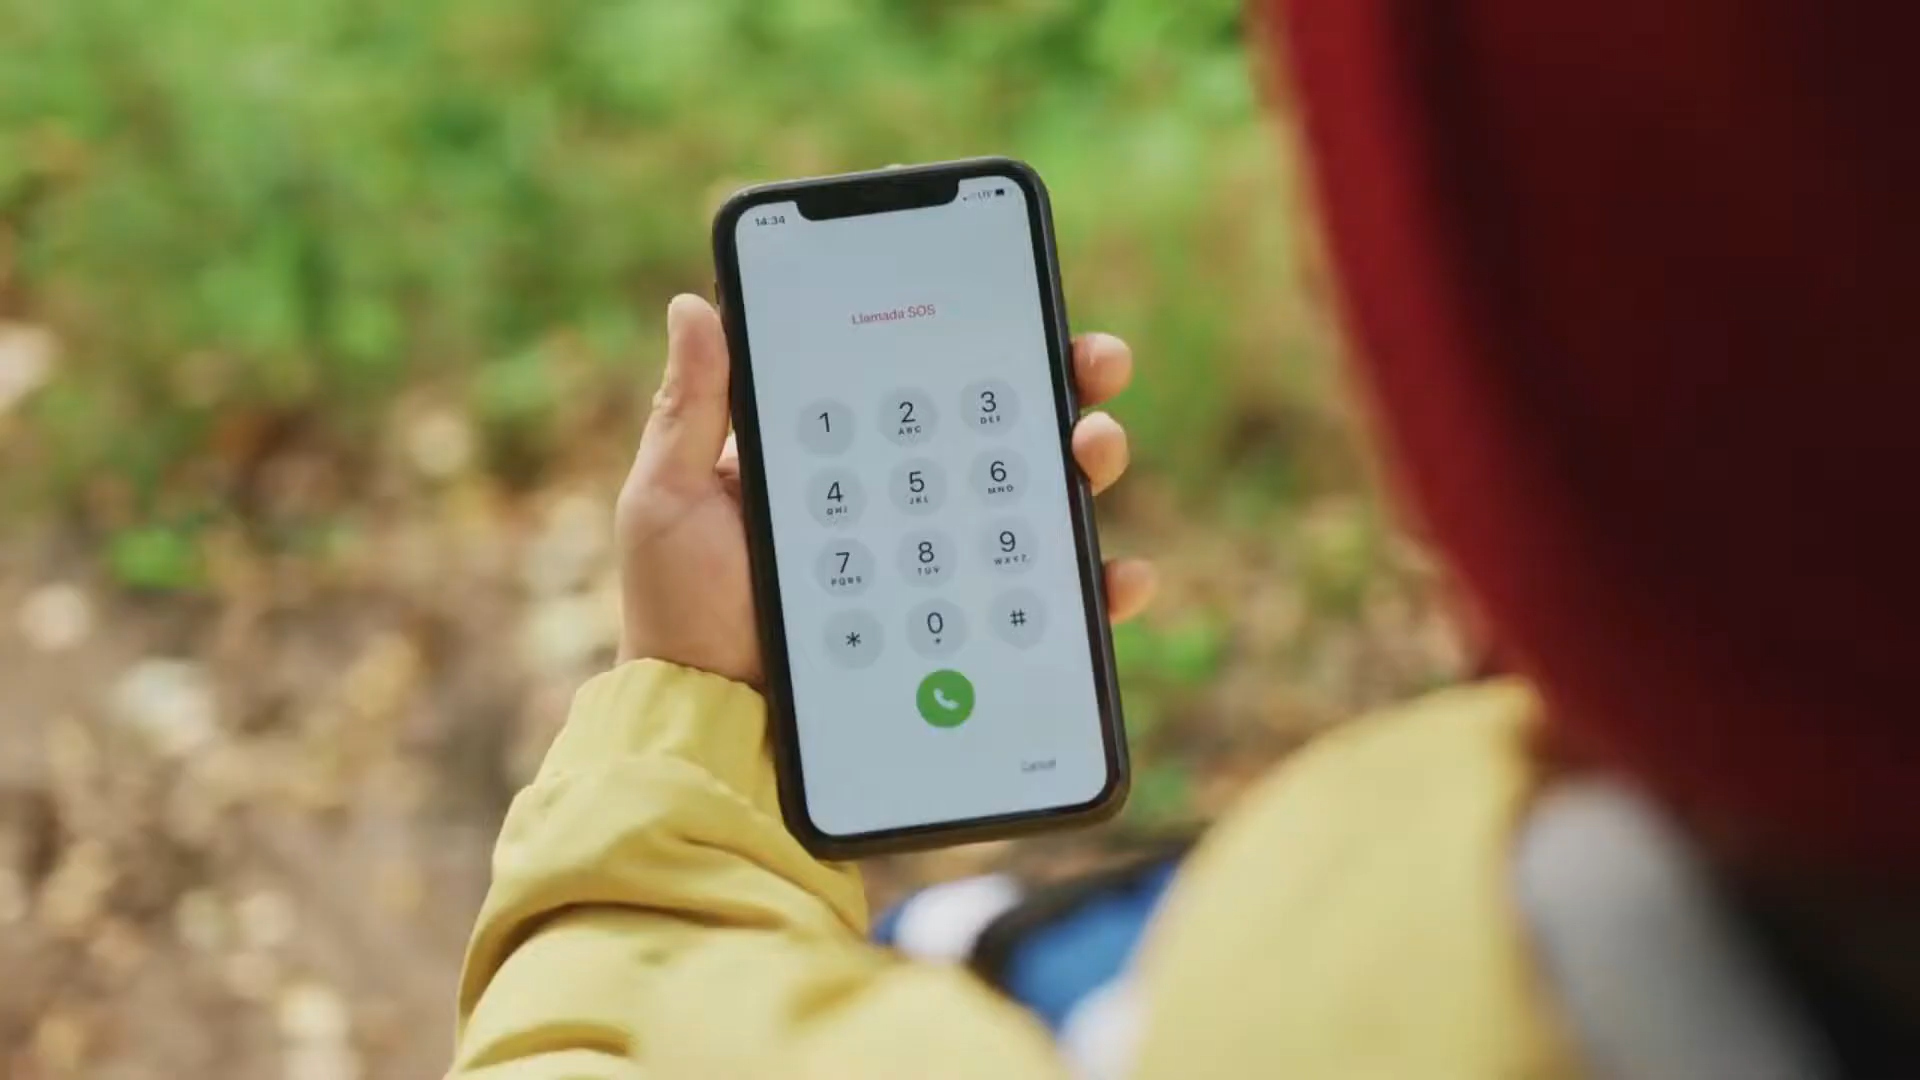 14:34 LTE
Llamada SOS
1 2 3
ABC DEF
4 5 6
GHI JKL MNO
7 8 9
PQRS TUV WXYZ
* 0 #
+
Cancel